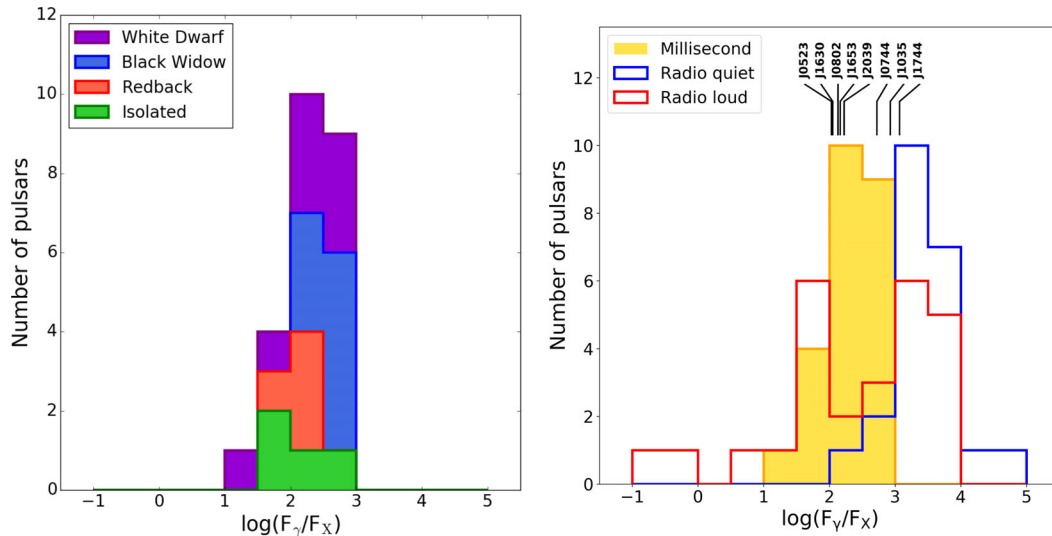 White Dwarf
Black Widow
Redback
Isolated
Number of pulsars
12
10
8
6
4
2
0
−1 0 1 2 3 4 5
log(Fγ/FX)
Millisecond
Radio quiet
Radio loud
J0523
J1630
J0802
J1653
J2039
J0744
J1035
J1744
Number of pulsars
12
10
8
6
4
2
0
−1 0 1 2 3 4 5
log(Fγ/FX)